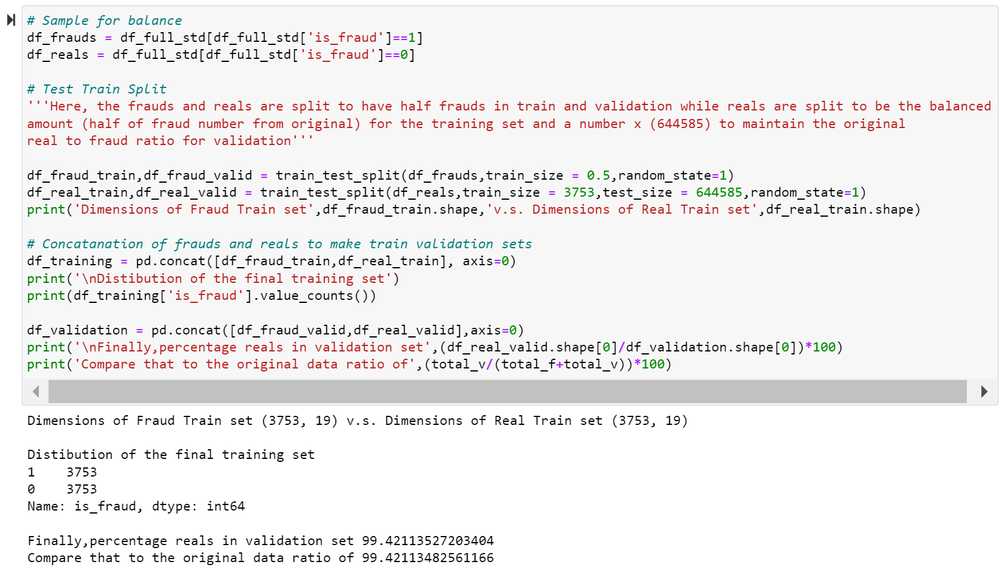 # Sample for balance
df_frauds = df_full_std[df_full_std['is_fraud']==1]
df_reals = df_full_std[df_full_std['is_fraud']==0]
# Test Train Split
'''Here, the frauds and reals are split to have half frauds in train and validation while reals are split to be the balanced
amount (half of fraud number from original) for the training set and a number x (644585) to maintain the original
real to fraud ratio for validation'''
df_fraud_train,df_fraud_valid = train_test_split(df_frauds,train_size = 0.5,random_state=1)
df_real_train,df_real_valid = train_test_split(df_reals,train_size = 3753,test_size = 644585,random_state=1)
print('Dimensions of Fraud Train set',df_fraud_train.shape,'v.s. Dimensions of Real Train set',df_real_train.shape)
# Concatanation of frauds and reals to make train validation sets
df_training = pd.concat([df_fraud_train,df_real_train], axis=0)
print('\nDistibution of the final training set')
print(df_training['is_fraud'].value_counts())
df_validation = pd.concat([df_fraud_valid,df_real_valid],axis=0)
print('\nFinally,percentage reals in validation set',(df_real_valid.shape[0]/df_validation.shape[0])*100)
print('Compare that to the original data ratio of',(total_v/(total_f+total_v))*100)
Dimensions of Fraud Train set (3753, 19) v.s. Dimensions of Real Train set (3753, 19)
Distibution of the final training set
1    3753
0    3753
Name: is_fraud, dtype: int64
Finally,percentage reals in validation set 99.42113527203404
Compare that to the original data ratio of 99.42113482561166